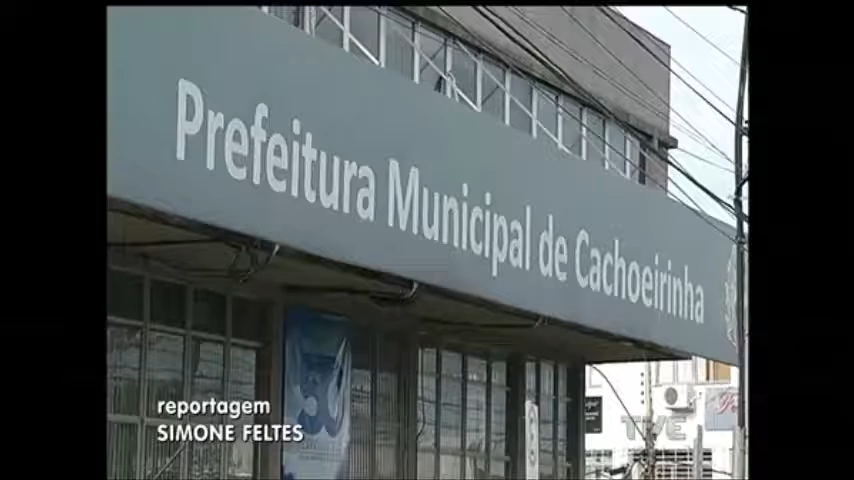 Prefeitura Municipal de Cachoeirinha
reportagem
SIMONE FELTES
TVE